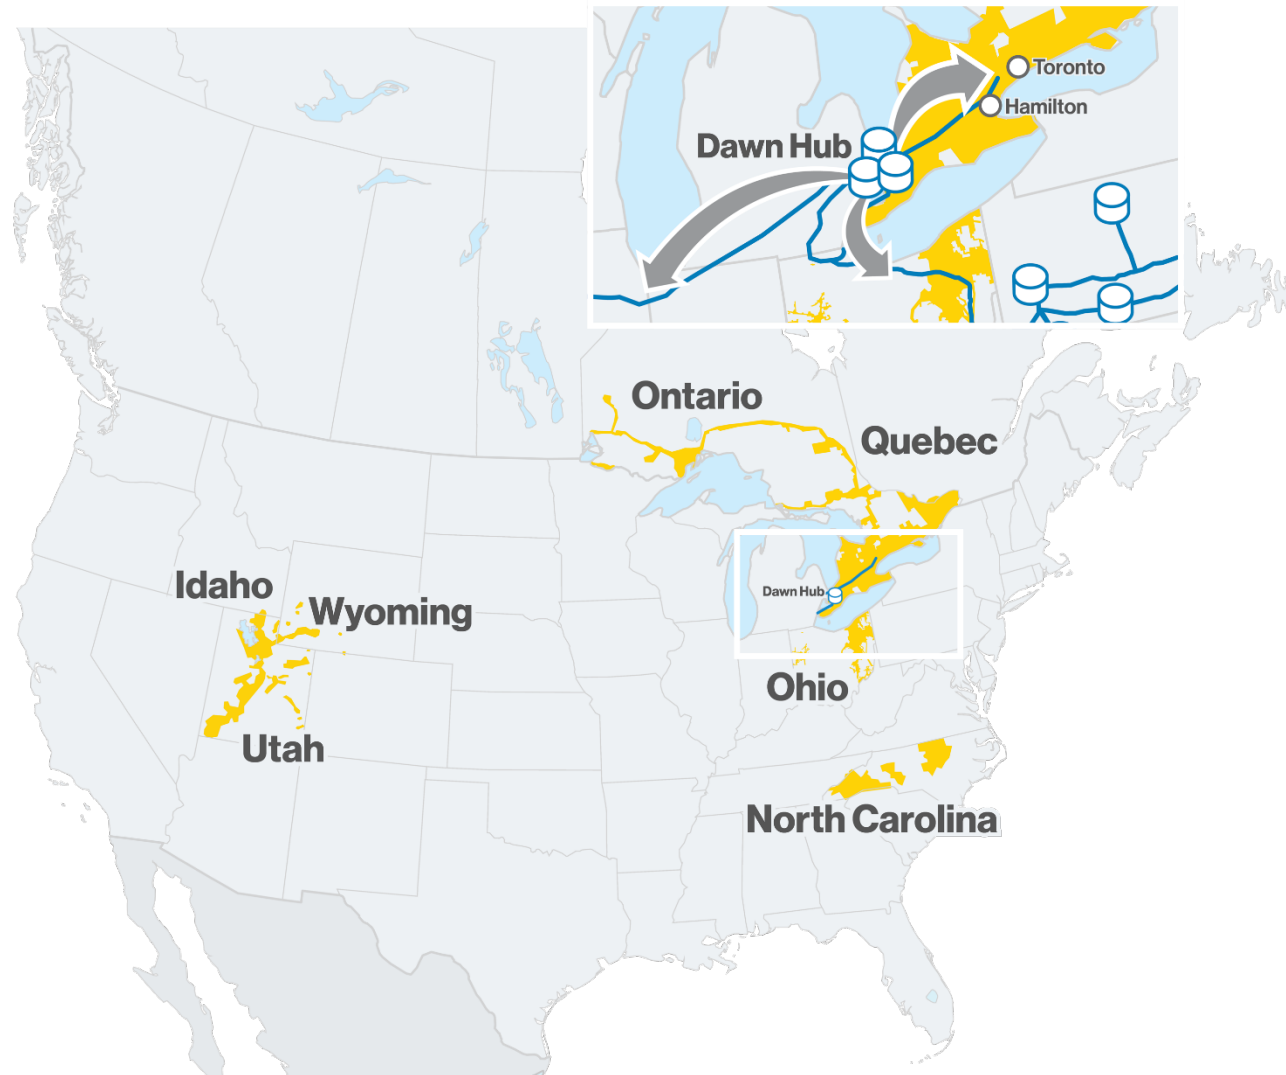 Toronto
Hamilton
Dawn Hub
Ontario
Quebec
Idaho
Wyoming
Dawn Hub
Ohio
Utah
North Carolina